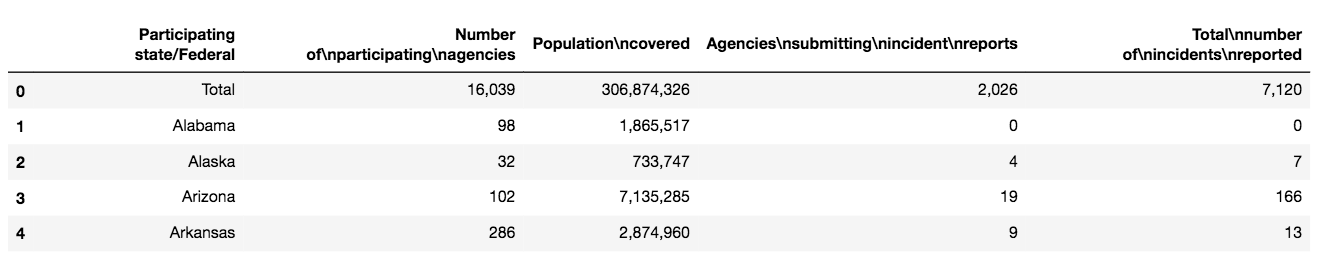 Participating state/Federal Number of\nparticipating\nagencies Population\ncovered Agencies\nsubmitting\nincident\nreports Total\nnumber of\nincidents\nreported
0 Total 16,039 306,874,326 2,026 7,120
1 Alabama 98 1,865,517 0 0
2 Alaska 32 733,747 4 7
3 Arizona 102 7,135,285 19 166
4 Arkansas 286 2,874,960 9 13